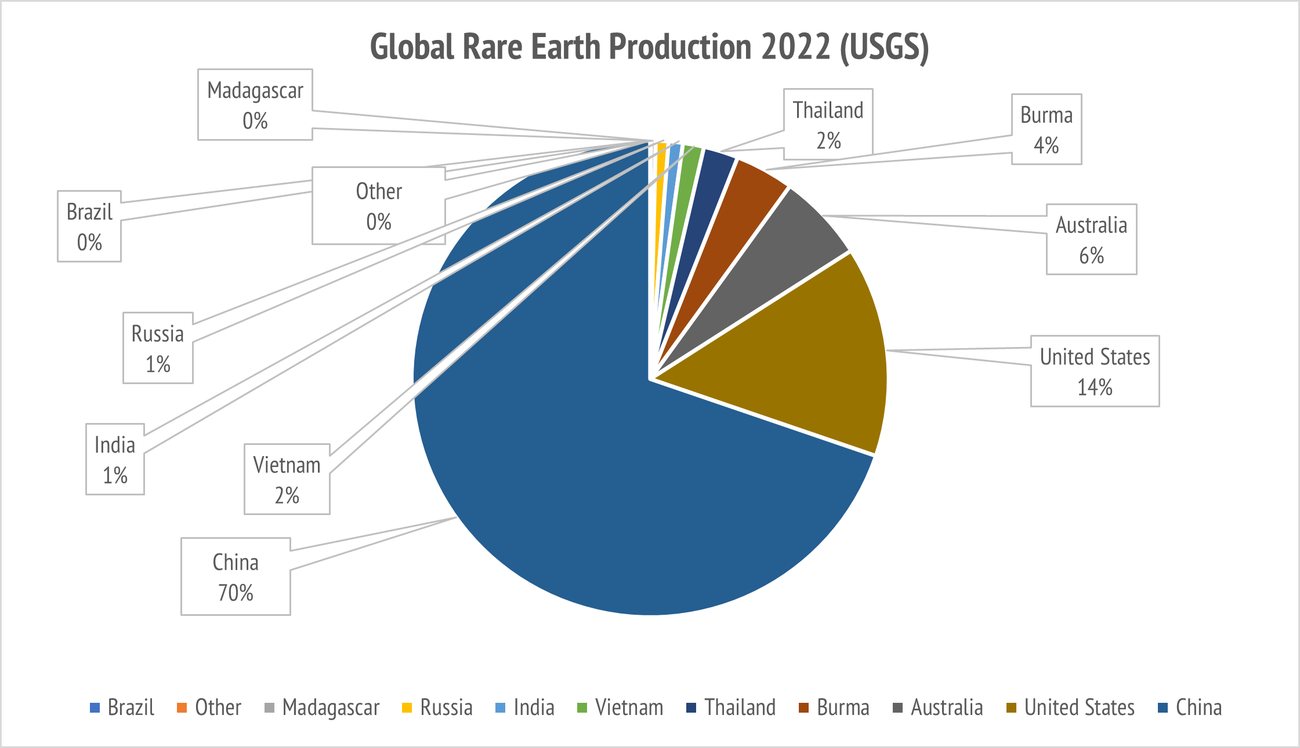 Global Rare Earth Production 2022 (USGS)
Madagascar
0%
Thailand
2%
Burma
4%
Other
0%
Brazil
0%
Australia
6%
Russia
1%
United States
14%
India
1%
Vietnam
2%
China
70%
Brazil Other Madagascar Russia India Vietnam Thailand Burma Australia United States China